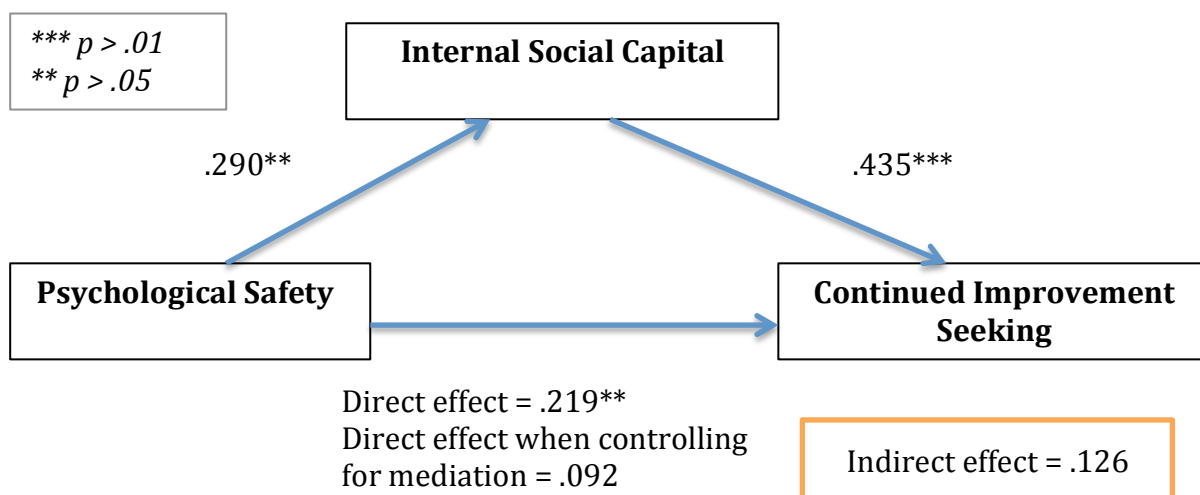 *** p > .01
** p > .05
Internal Social Capital
.290**
.435***
Psychological Safety
Continued Improvement
Seeking
Direct effect = .219**
Direct effect when controlling
for mediation = .092
Indirect effect = .126